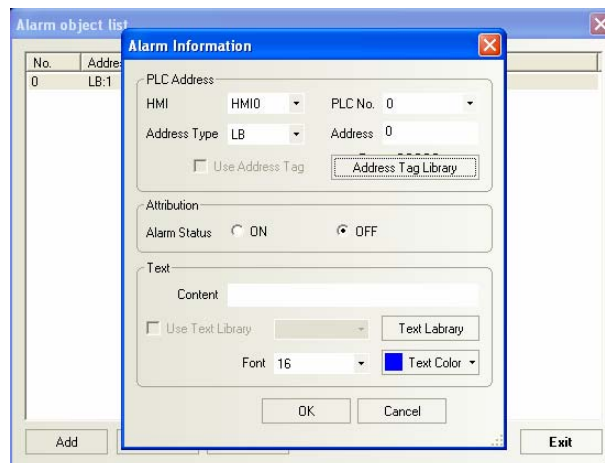 Alarm object list
Alarm Information
No. Addre
0 LB:1
PLC Address
HMI HMI0 PLC No. 0
Address Type LB Address 0
Use Address Tag Address Tag Library
Attribution
Alarm Status ON OFF
Text
Content
Use Text Library Text Labrary
Font 16 Text Color
OK Cancel
Add Exit